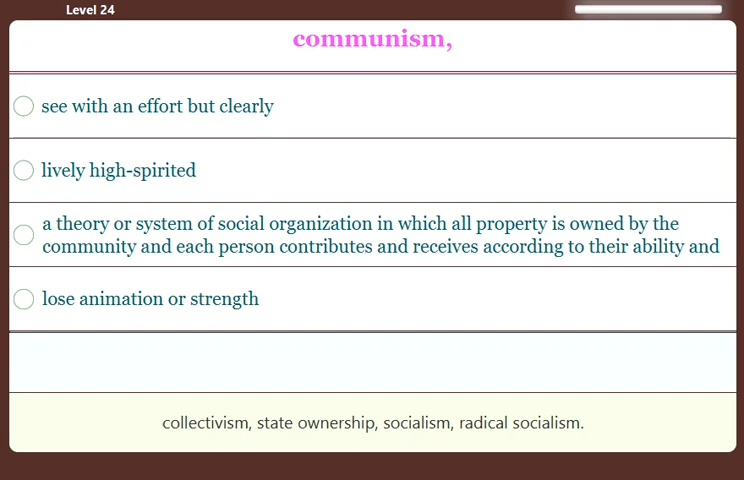 Level 24
communism,
see with an effort but clearly
lively high-spirited
a theory or system of social organization in which all property is owned by the
community and each person contributes and receives according to their ability and
lose animation or strength
collectivism, state ownership, socialism, radical socialism.